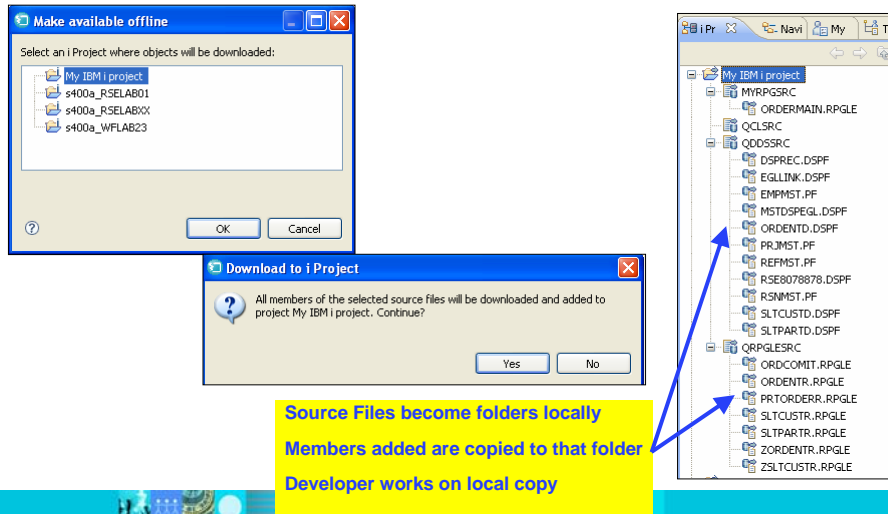 Make available offline
Select an i Project where objects will be downloaded:
My IBM i project
s400a_RSELAB01
s400a_RSELABXX
s400a_WFLAB23
?
OK
Cancel
Download to i Project
?
All members of the selected source files will be downloaded and added to
project My IBM i project. Continue?
Yes
No
Source Files become folders locally
Members added are copied to that folder
Developer works on local copy
i Pr
Navi
My
T
My IBM i project
MYRPGSRC
ORDERMAIN.RPGLE
QCLSRC
QDDSSRC
DSPREC.DSPF
EGLLINK.DSPF
EMPMST.PF
MSTDSPEGL.DSPF
ORDENTD.DSPF
PRJMST.PF
REFMST.PF
RSE8078878.DSPF
RSNMST.PF
SLTCUSTD.DSPF
SLTPARTD.DSPF
QRPGLESRC
ORDCOMIT.RPGLE
ORDENTR.RPGLE
PRTORDERR.RPGLE
SLTCUSTR.RPGLE
SLTPARTR.RPGLE
ZORDENTR.RPGLE
ZSLTCUSTR.RPGLE